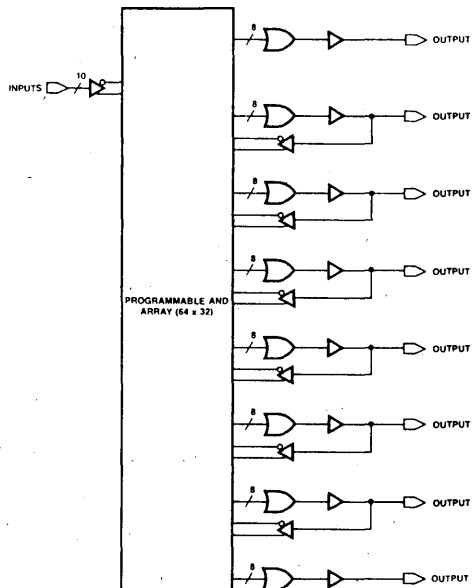 8
OUTPUT
10
INPUTS
8
OUTPUT
8
OUTPUT
8
OUTPUT
PROGRAMMABLE AND
ARRAY (64 x 32)
8
OUTPUT
8
OUTPUT
8
OUTPUT
8
OUTPUT